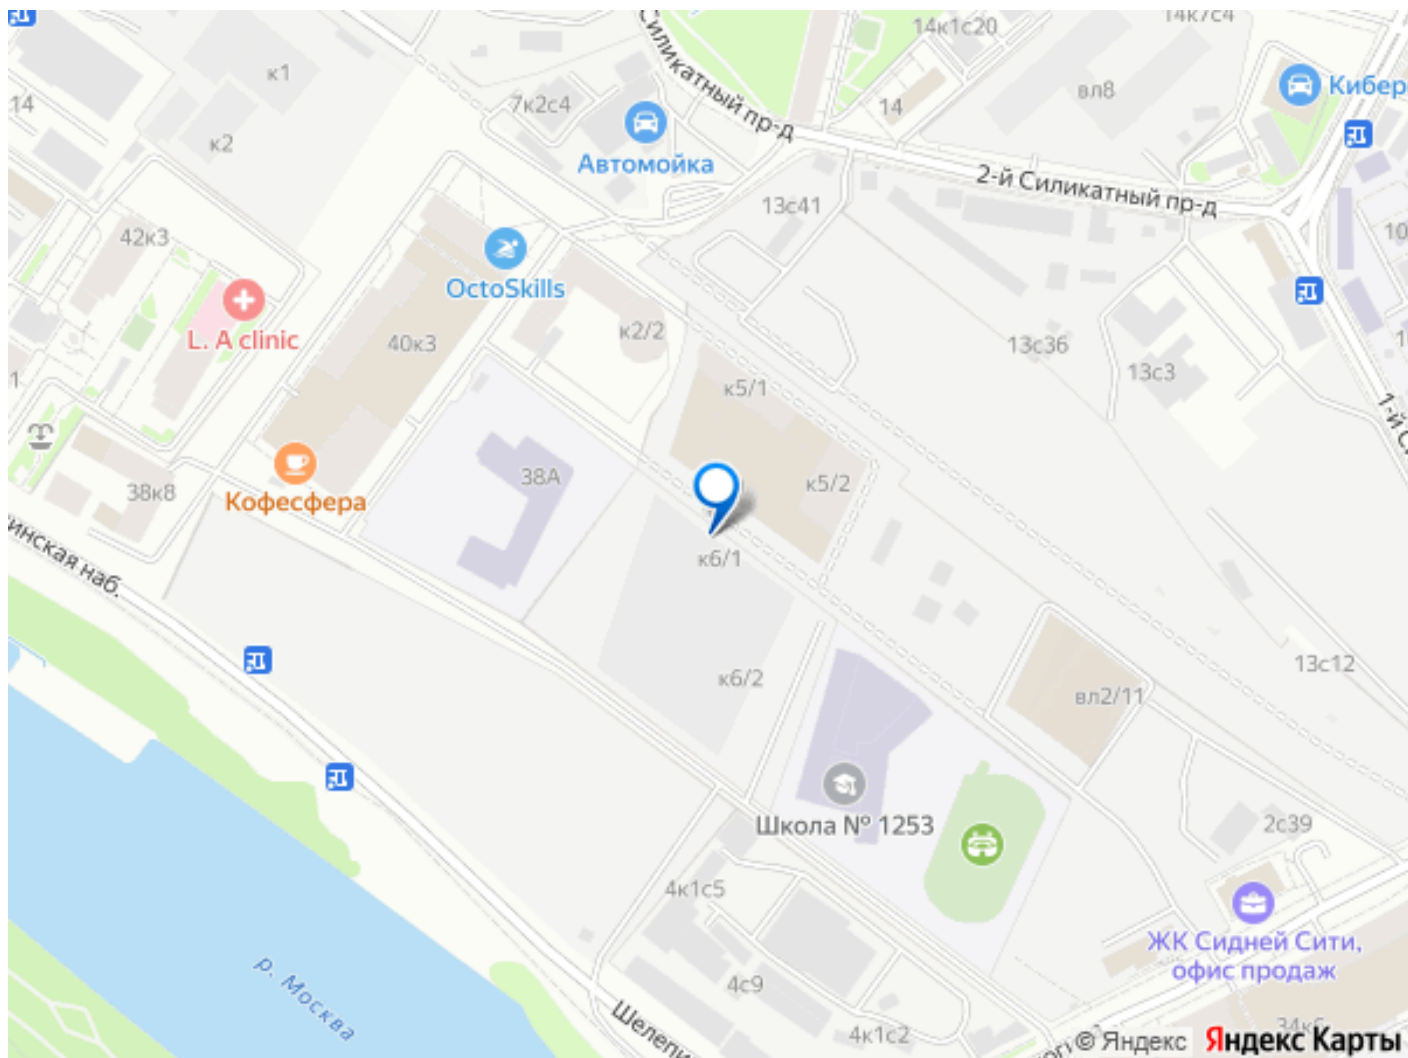 14к1с20
14к7с4
Силикатный пр-д
к1
14
7к2с4
14
вл8
Кибер
к2
Автомойка
2-й Силикатный пр-д
13с41
42к3
OctoSkills
L. A clinic
40к3
к2/2
13с36
13с3
к5/1
1-й С
38А
к5/2
38к8
Кофесфера
инская наб.
к6/1
13с12
к6/2
вл2/11
Школа № 1253
2с39
4к1с5
ЖК Сидней Сити,
офис продаж
р. Москва
4с9
Шелепи
4к1с2
34к6
© Яндекс Яндекс Карты